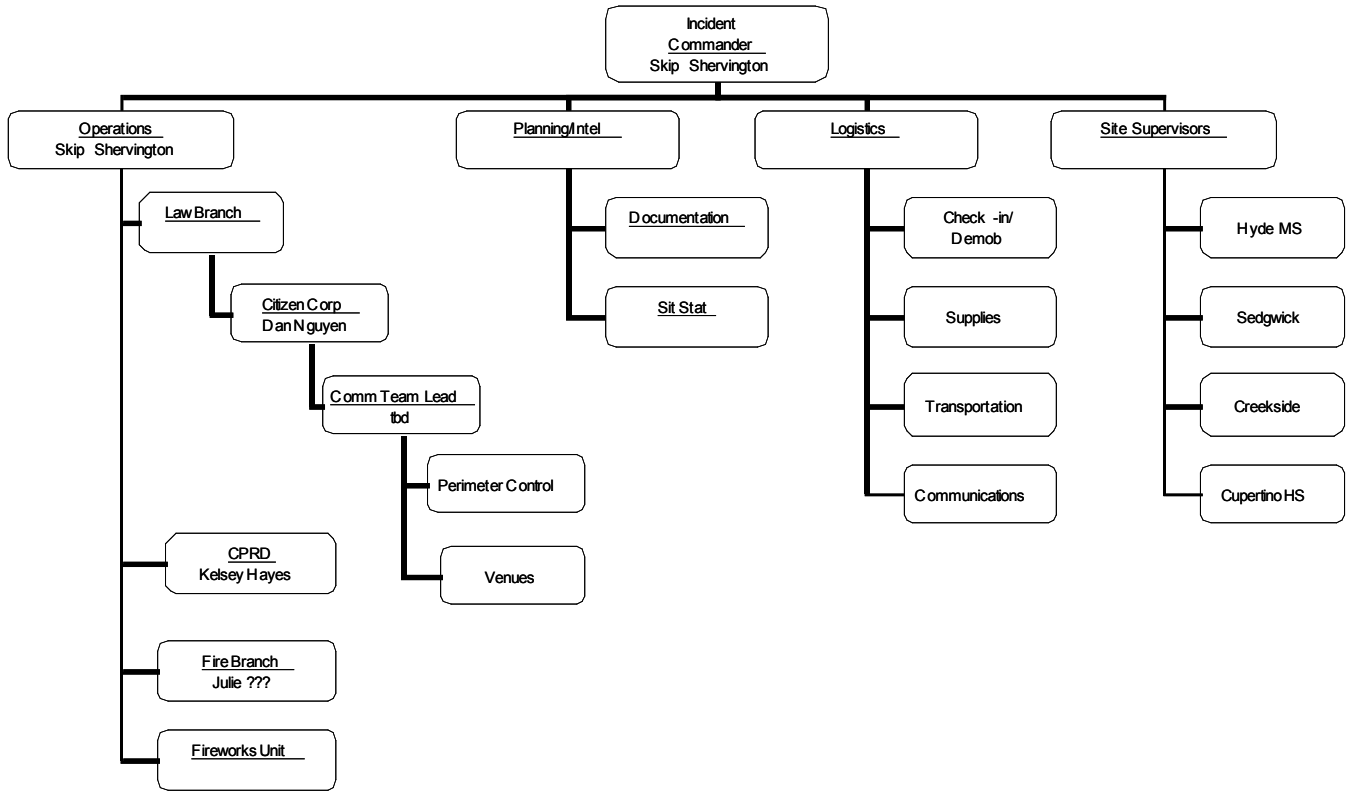 Incident
Commander
Skip Shervington
Operations
Skip Shervington
Planning/Intel
Logistics
Site Supervisors
Law Branch
Citizen Corp
Dan Nguyen
Comm Team Lead
tbd
Perimeter Control
Venues
CPRD
Kelsey Hayes
Fire Branch
Julie ???
Fireworks Unit
Documentation
Sit Stat
Check -in/
Demob
Supplies
Transportation
Communications
Hyde MS
Sedgwick
Creekside
Cupertino HS